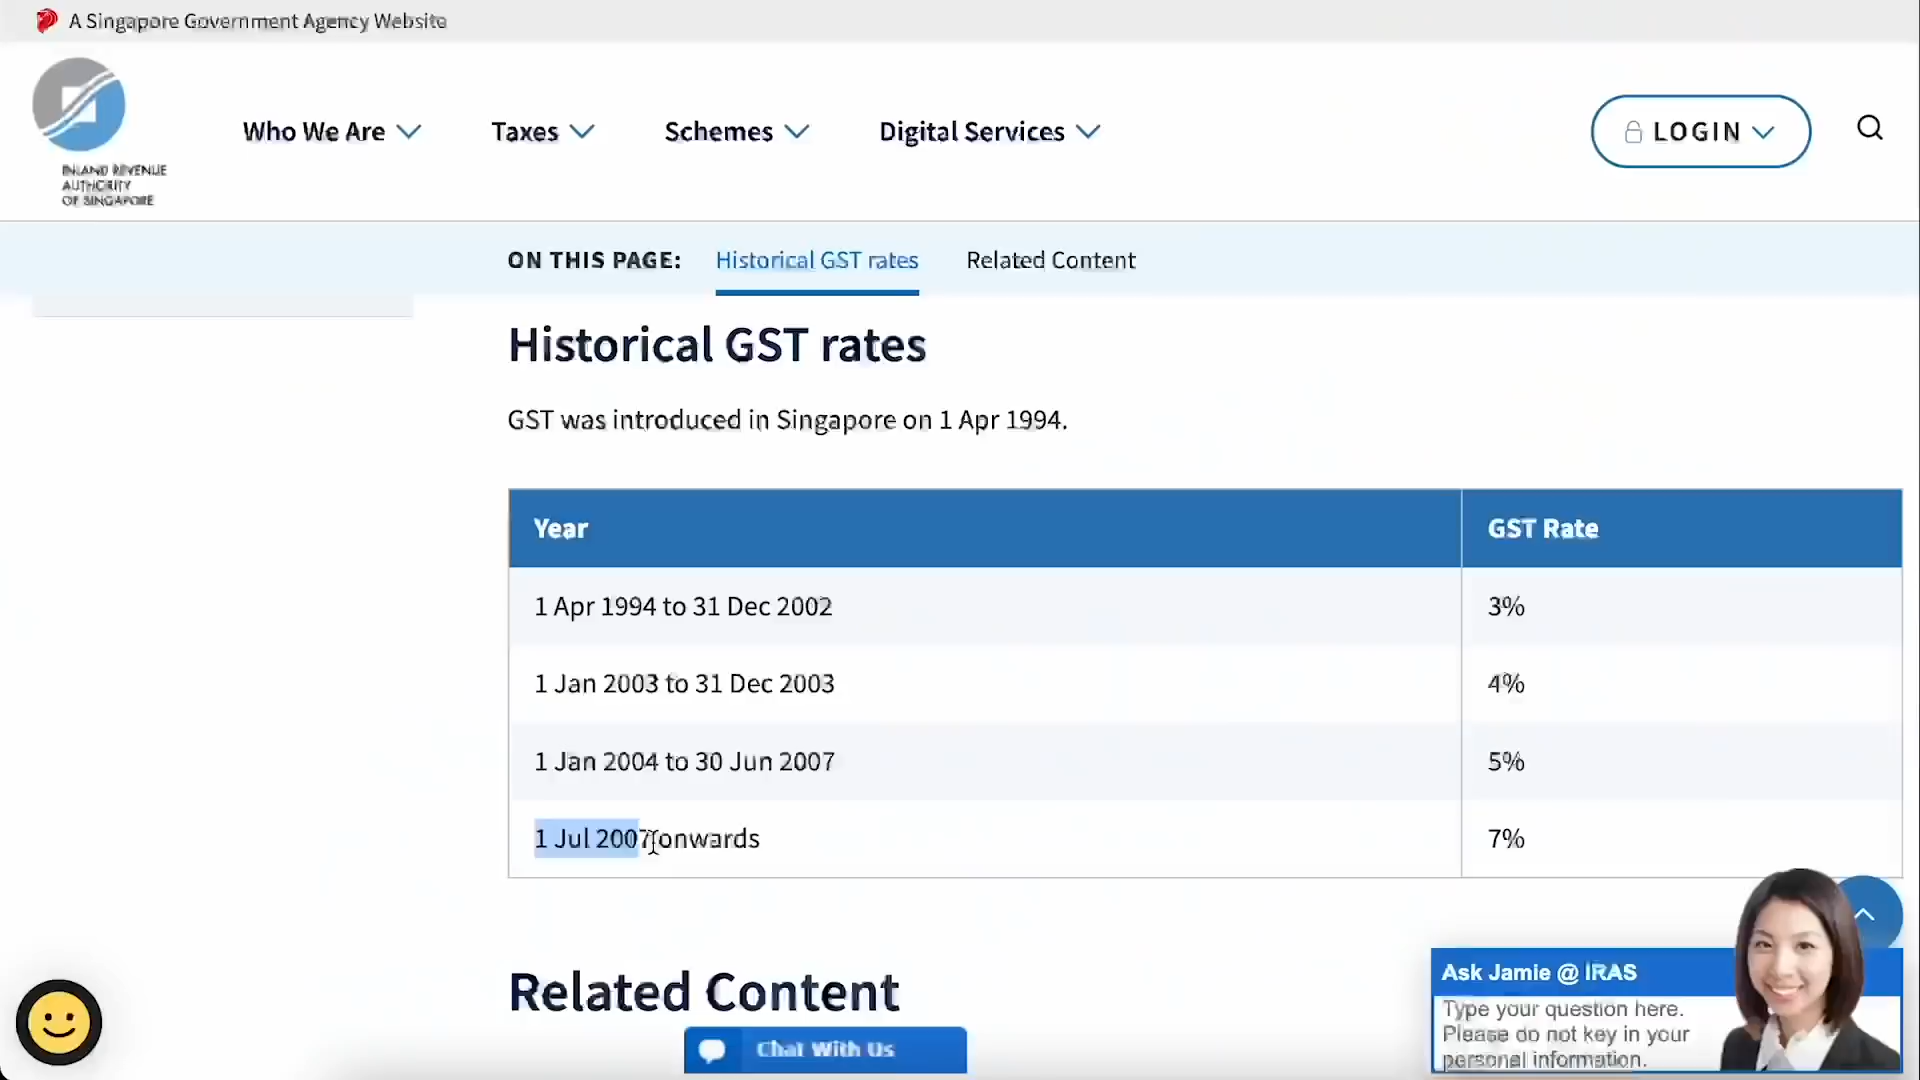 A Singapore Government Agency Website
INLAND REVENUE
AUTHORITY
OF SINGAPORE
Who We Are
Taxes
Schemes
Digital Services
LOGIN
ON THIS PAGE:
Historical GST rates
Related Content
Historical GST rates
GST was introduced in Singapore on 1 Apr 1994.
Year
GST Rate
1 Apr 1994 to 31 Dec 2002
3%
1 Jan 2003 to 31 Dec 2003
4%
1 Jan 2004 to 30 Jun 2007
5%
1 Jul 2007 onwards
7%
Related Content
Ask Jamie @ IRAS
Type your question here.
Please do not key in your
personal information.
Chat With Us